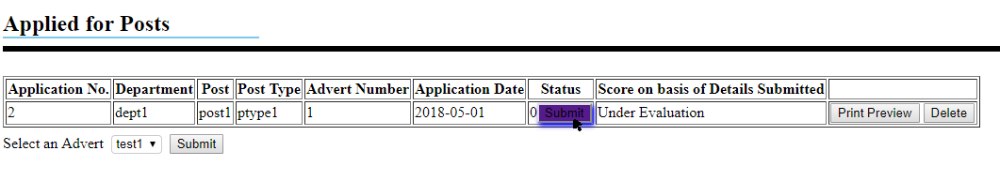 Applied for Posts
Application No. Department Post Post Type Advert Number Application Date Status Score on basis of Details Submitted
2 dept1 post1 ptype1 1 2018-05-01 0 Submit Under Evaluation Print Preview Delete
Select an Advert test1 Submit